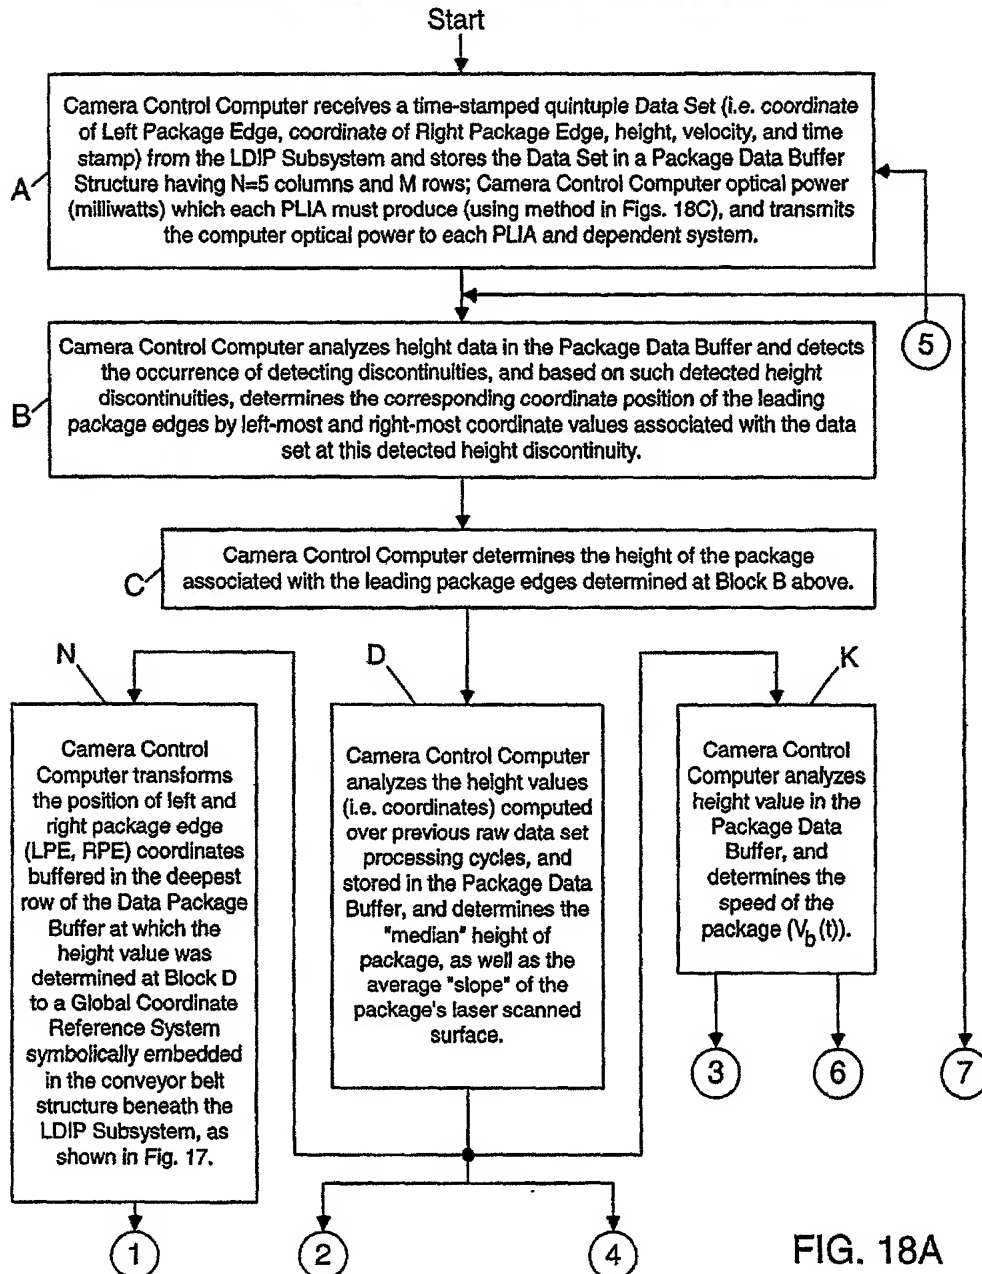 Start
Camera Control Computer receives a time-stamped quintuple Data Set (i.e. coordinate
of Left Package Edge, coordinate of Right Package Edge, height, velocity, and time
stamp) from the LDIP Subsystem and stores the Data Set in a Package Data Buffer
Structure having N=5 columns and M rows; Camera Control Computer optical power
(milliwatts) which each PLIA must produce (using method in Figs. 18C), and transmits
the computer optical power to each PLIA and dependent system.
A
5
Camera Control Computer analyzes height data in the Package Data Buffer and detects
the occurrence of detecting discontinuities, and based on such detected height
discontinuities, determines the corresponding coordinate position of the leading
package edges by left-most and right-most coordinate values associated with the data
set at this detected height discontinuity.
B
Camera Control Computer determines the height of the package
associated with the leading package edges determined at Block B above.
C
N
Camera Control
Computer transforms
the position of left and
right package edge
(LPE, RPE) coordinates
buffered in the deepest
row of the Data Package
Buffer at which the
height value was
determined at Block D
to a Global Coordinate
Reference System
symbolically embedded
in the conveyor belt
structure beneath the
LDIP Subsystem, as
shown in Fig. 17.
D
Camera Control Computer
analyzes the height values
(i.e. coordinates) computed
over previous raw data set
processing cycles, and
stored in the Package Data
Buffer, and determines the
"median" height of
package, as well as the
average "slope" of the
package's laser scanned
surface.
K
Camera Control
Computer analyzes
height value in the
Package Data
Buffer, and
determines the
speed of the
package (V_b(t)).
3
6
7
1
2
4
FIG. 18A